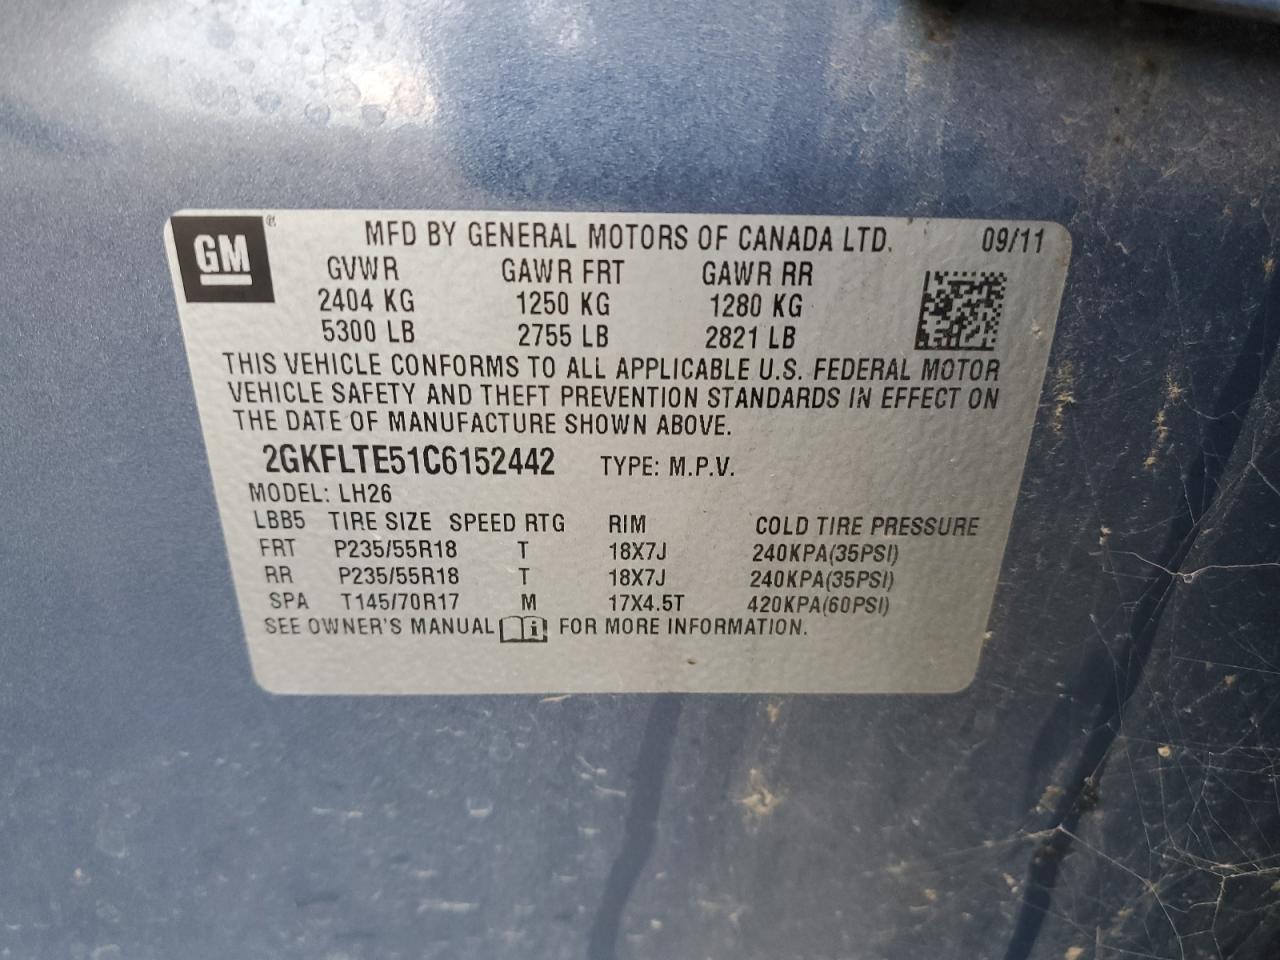 GM ® MFD BY GENERAL MOTORS OF CANADA LTD. 09/11
GVWR GAWR FRT GAWR RR
2404 KG 1250 KG 1280 KG
5300 LB 2755 LB 2821 LB
THIS VEHICLE CONFORMS TO ALL APPLICABLE U.S. FEDERAL MOTOR
VEHICLE SAFETY AND THEFT PREVENTION STANDARDS IN EFFECT ON
THE DATE OF MANUFACTURE SHOWN ABOVE.
2GKFLTE51C6152442 TYPE: M.P.V.
MODEL: LH26
LBB5 TIRE SIZE SPEED RTG RIM COLD TIRE PRESSURE
FRT P235/55R18 T 18X7J 240KPA(35PSI)
RR P235/55R18 T 18X7J 240KPA(35PSI)
SPA T145/70R17 M 17X4.5T 420KPA(60PSI)
SEE OWNER'S MANUAL i FOR MORE INFORMATION.